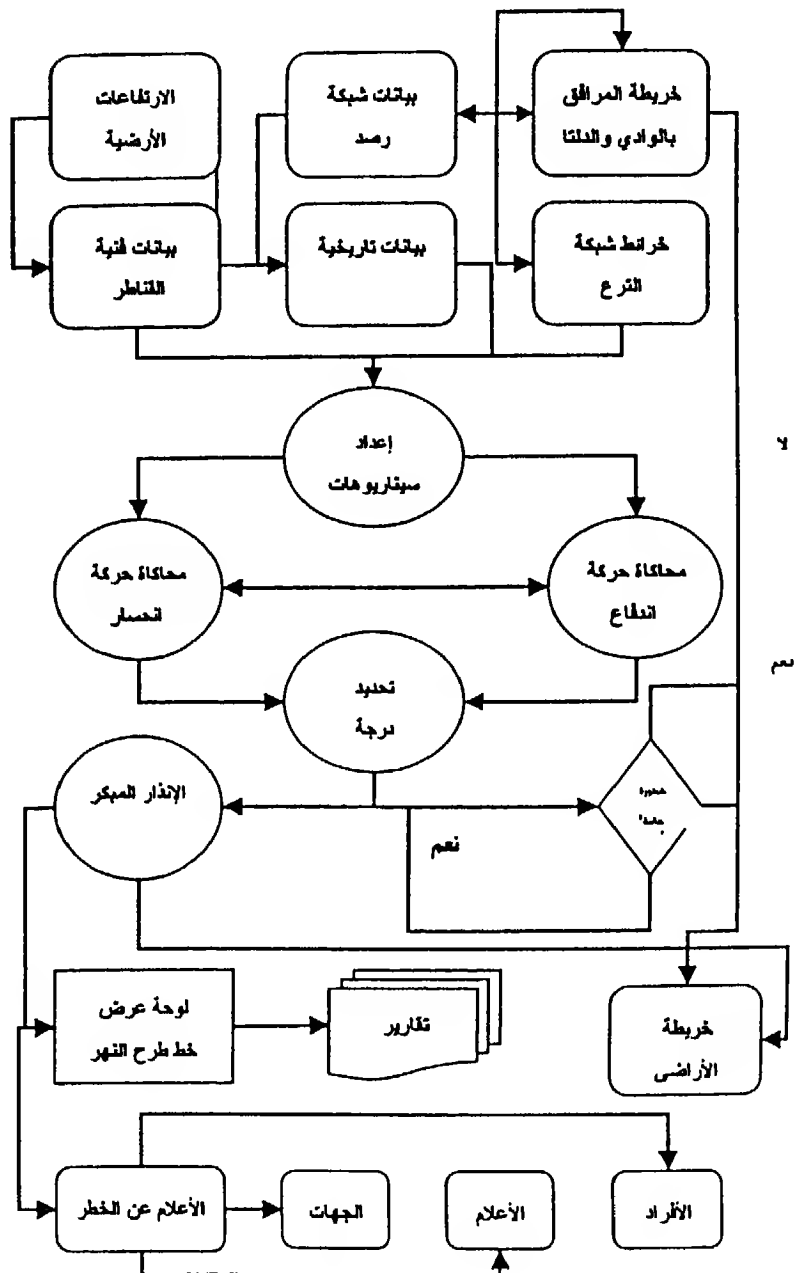 خريطة المرافق
بالوادي والدلتا
بيانات شبكة
رصد
الارتفاعات
الأرضية
خرائط شبكة
الترع
بيانات تاريخية
بيانات فنية
القناطر
إعداد
سيناريوهات
لا
محاكاة حركة
اندفاع
محاكاة حركة
انحسار
نعم
تحديد
درجة
الإنذار المبكر
نعم
لوحة عرض
خط طرح النهر
تقارير
خريطة
الأراضى
الأفراد
الأعلام
الجهات
الأعلام عن الخطر